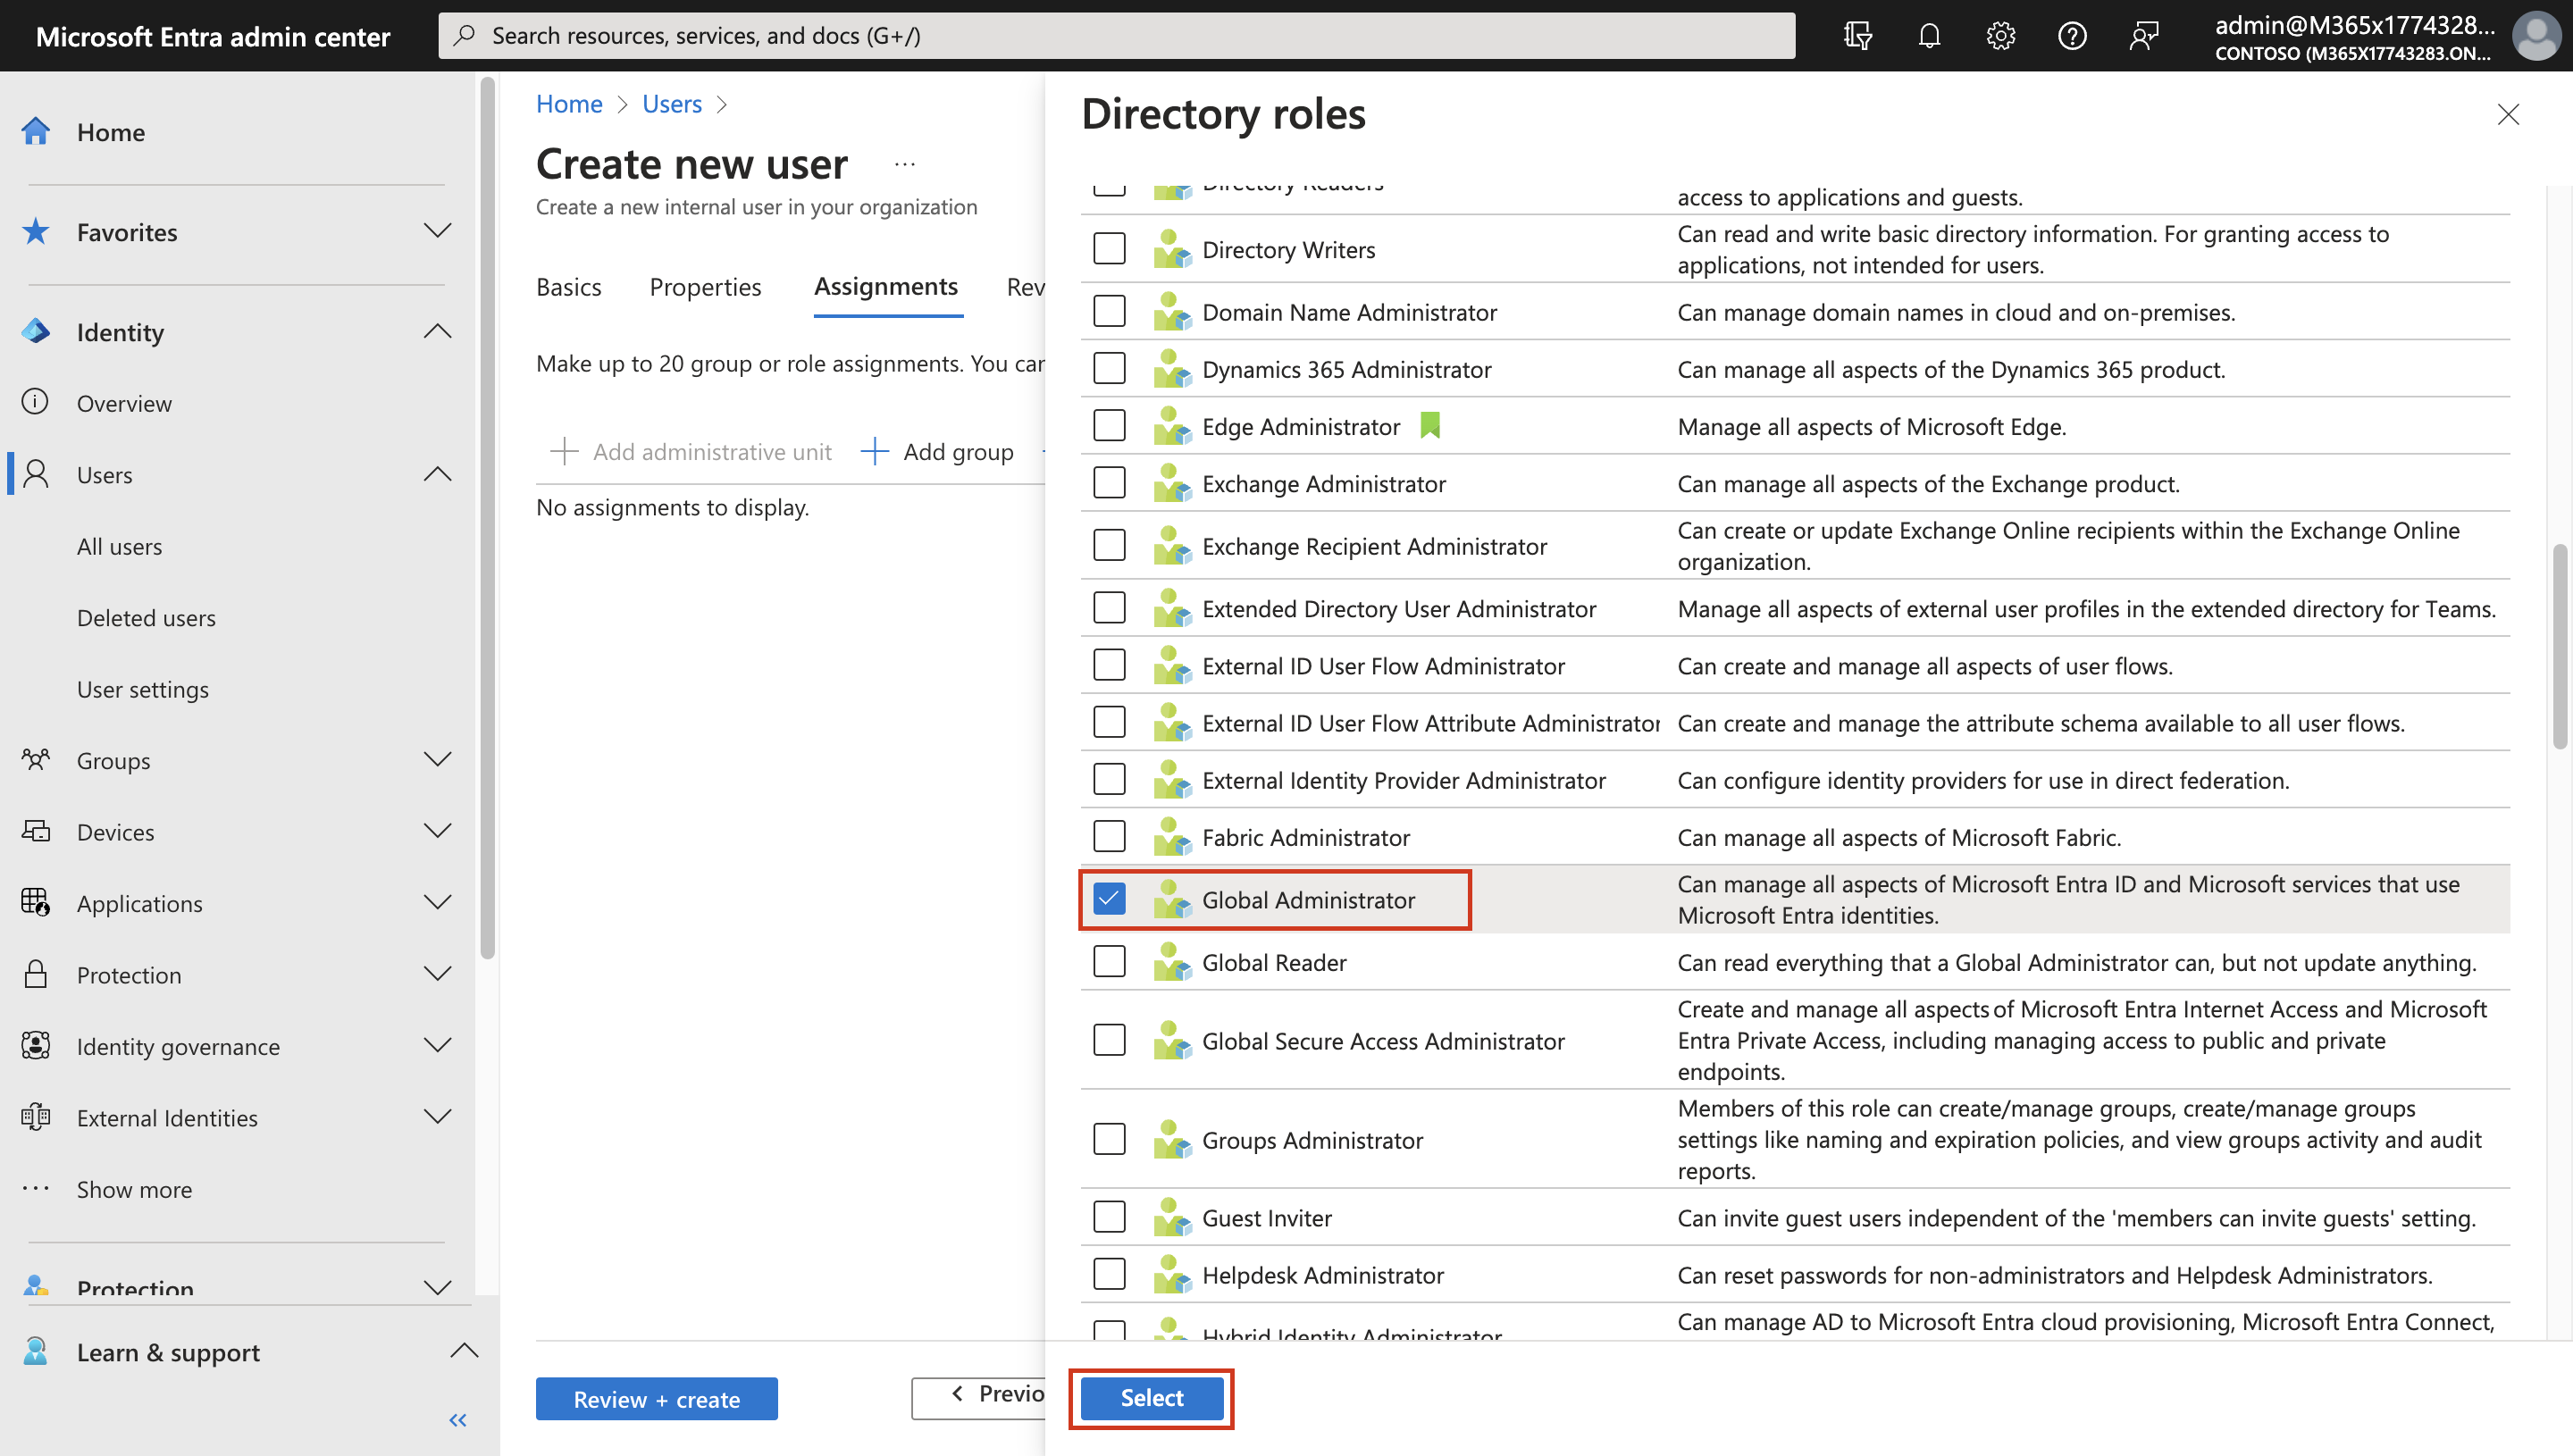 Microsoft Entra admin center
Search resources, services, and docs (G+/)
admin@M365x1774328...
CONTOSO (M365X17743283.ON...
Home
Favorites
Identity
Overview
Users
All users
Deleted users
User settings
Groups
Devices
Applications
Protection
Identity governance
External Identities
Show more
Protection
Learn & support
Home > Users >
Create new user ...
Create a new internal user in your organization
Basics Properties Assignments Rev
Make up to 20 group or role assignments. You can
Add administrative unit Add group
No assignments to display.
Review + create
Previo
Directory roles
Directory Readers
access to applications and guests.
Directory Writers
Can read and write basic directory information. For granting access to
applications, not intended for users.
Domain Name Administrator
Can manage domain names in cloud and on-premises.
Dynamics 365 Administrator
Can manage all aspects of the Dynamics 365 product.
Edge Administrator
Manage all aspects of Microsoft Edge.
Exchange Administrator
Can manage all aspects of the Exchange product.
Exchange Recipient Administrator
Can create or update Exchange Online recipients within the Exchange Online
organization.
Extended Directory User Administrator
Manage all aspects of external user profiles in the extended directory for Teams.
External ID User Flow Administrator
Can create and manage all aspects of user flows.
External ID User Flow Attribute Administrator
Can create and manage the attribute schema available to all user flows.
External Identity Provider Administrator
Can configure identity providers for use in direct federation.
Fabric Administrator
Can manage all aspects of Microsoft Fabric.
Global Administrator
Can manage all aspects of Microsoft Entra ID and Microsoft services that use
Microsoft Entra identities.
Global Reader
Can read everything that a Global Administrator can, but not update anything.
Global Secure Access Administrator
Create and manage all aspects of Microsoft Entra Internet Access and Microsoft
Entra Private Access, including managing access to public and private
endpoints.
Groups Administrator
Members of this role can create/manage groups, create/manage groups
settings like naming and expiration policies, and view groups activity and audit
reports.
Guest Inviter
Can invite guest users independent of the 'members can invite guests' setting.
Helpdesk Administrator
Can reset passwords for non-administrators and Helpdesk Administrators.
Hybrid Identity Administrator
Can manage AD to Microsoft Entra cloud provisioning, Microsoft Entra Connect,
Select